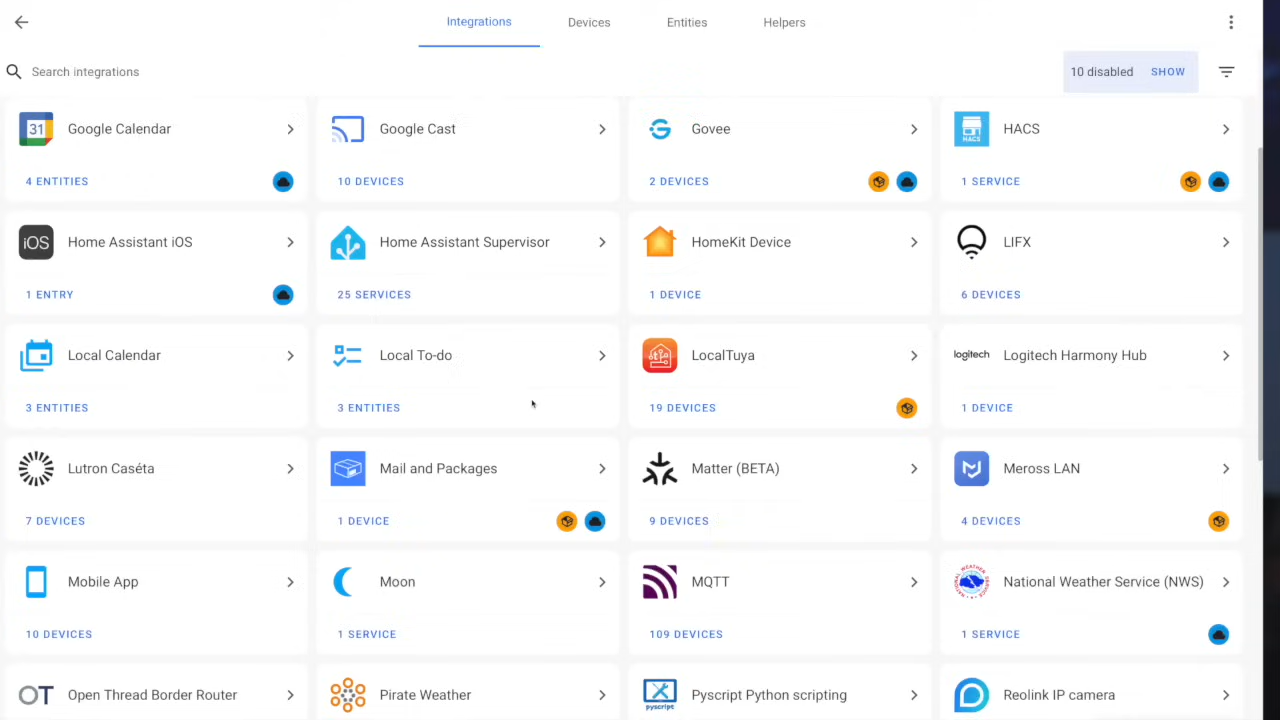 Integrations
Devices
Entities
Helpers
Search integrations
10 disabled
SHOW
31
Google Calendar
Google Cast
Govee
HACS
HACS
4 ENTITIES
10 DEVICES
2 DEVICES
1 SERVICE
iOS
Home Assistant iOS
Home Assistant Supervisor
HomeKit Device
LIFX
1 ENTRY
25 SERVICES
1 DEVICE
6 DEVICES
Local Calendar
Local To-do
LocalTuya
logitech
Logitech Harmony Hub
3 ENTITIES
3 ENTITIES
19 DEVICES
1 DEVICE
Lutron Caséta
Mail and Packages
Matter (BETA)
Meross LAN
7 DEVICES
1 DEVICE
9 DEVICES
4 DEVICES
Mobile App
Moon
MQTT
National Weather Service (NWS)
10 DEVICES
1 SERVICE
109 DEVICES
1 SERVICE
OT
Open Thread Border Router
Pirate Weather
pyscript
Pyscript Python scripting
Reolink IP camera